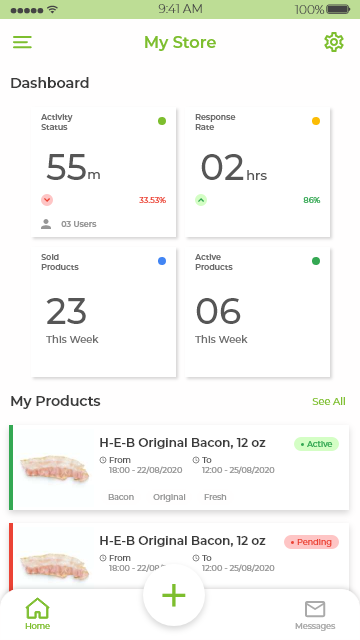 9:41 AM
100%
My Store
Dashboard
Activity
Status
55m
33.53%
03 Users
Response
Rate
02 hrs
86%
Sold
Products
23
This Week
Active
Products
06
This Week
My Products
See All
H-E-B Original Bacon, 12 oz
Active
From
18:00 - 22/08/2020
To
12:00 - 25/08/2020
Bacon
Original
Fresh
H-E-B Original Bacon, 12 oz
Pending
From
18:00 - 22/08/
To
12:00 - 25/08/2020
Home
Messages